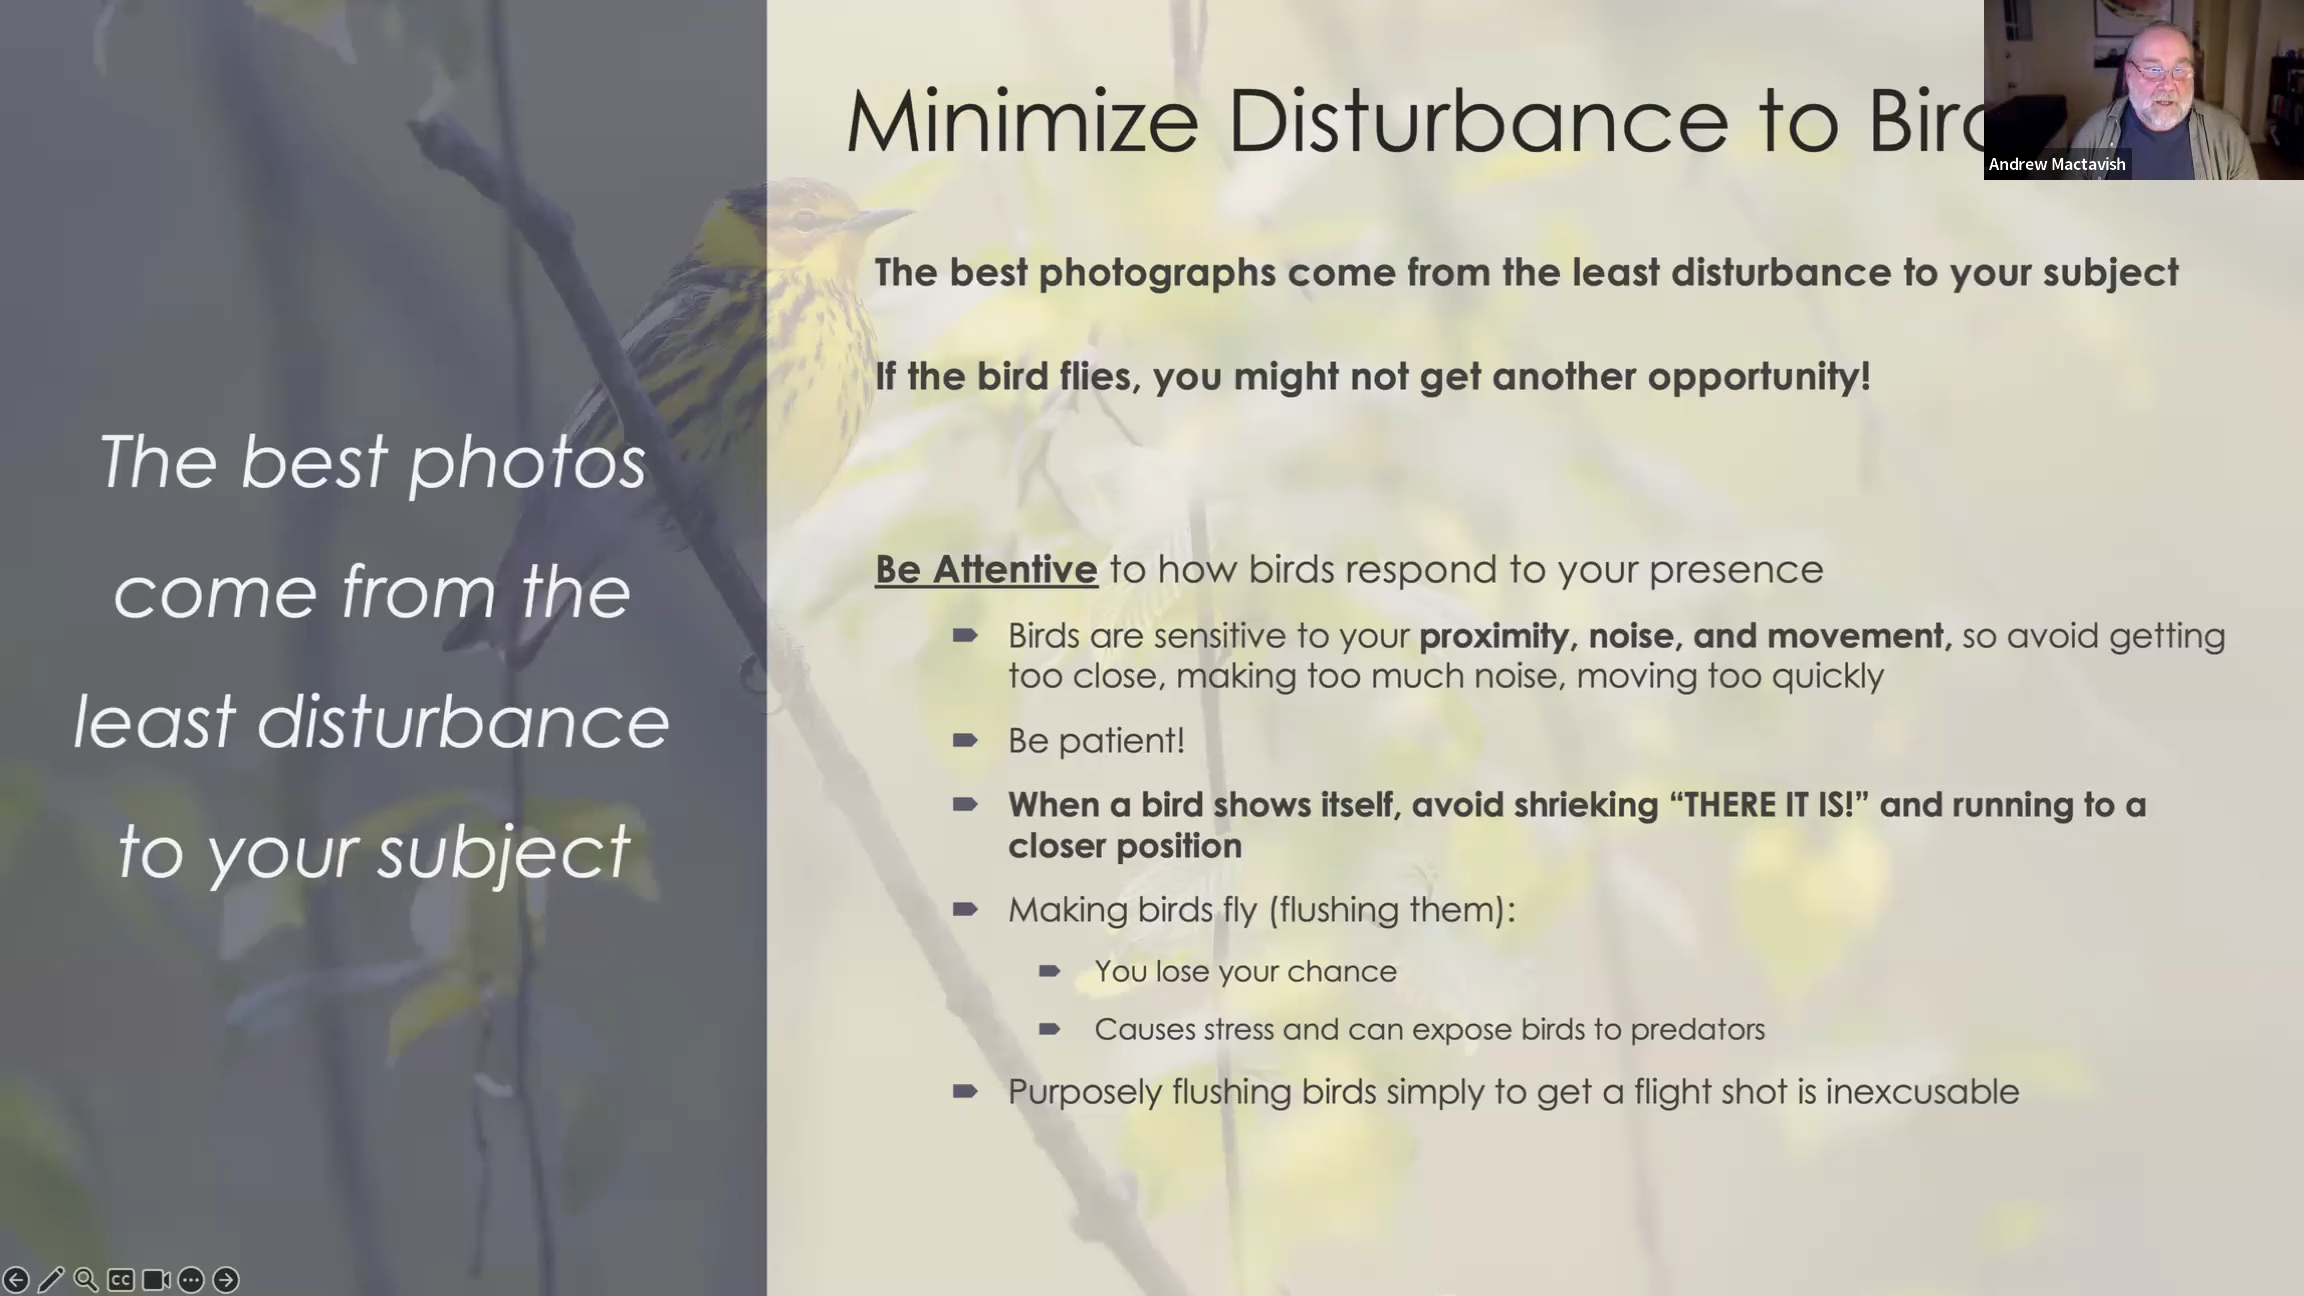 Minimize Disturbance to Bird
Andrew Mactavish
The best photographs come from the least disturbance to your subject
If the bird flies, you might not get another opportunity!
The best photos
come from the
least disturbance
to your subject
Be Attentive to how birds respond to your presence
Birds are sensitive to your proximity, noise, and movement, so avoid getting
too close, making too much noise, moving too quickly
Be patient!
When a bird shows itself, avoid shrieking “THERE IT IS!” and running to a
closer position
Making birds fly (flushing them):
You lose your chance
Causes stress and can expose birds to predators
Purposely flushing birds simply to get a flight shot is inexcusable
CC